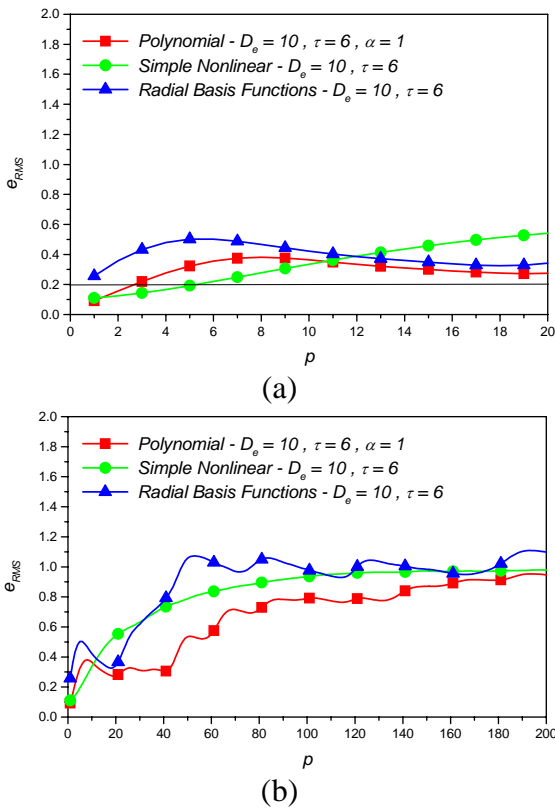 (a)
2.0
1.8
1.6
1.4
1.2
1.0
0.8
0.6
0.4
0.2
0.0
e_RMS
Polynomial - D_e = 10 , τ = 6 , α = 1
Simple Nonlinear - D_e = 10 , τ = 6
Radial Basis Functions - D_e = 10 , τ = 6
0 2 4 6 8 10 12 14 16 18 20
p
(a)
2.0
1.8
1.6
1.4
1.2
1.0
0.8
0.6
0.4
0.2
0.0
e_RMS
Polynomial - D_e = 10 , τ = 6 , α = 1
Simple Nonlinear - D_e = 10 , τ = 6
Radial Basis Functions - D_e = 10 , τ = 6
0 20 40 60 80 100 120 140 160 180 200
p
(b)